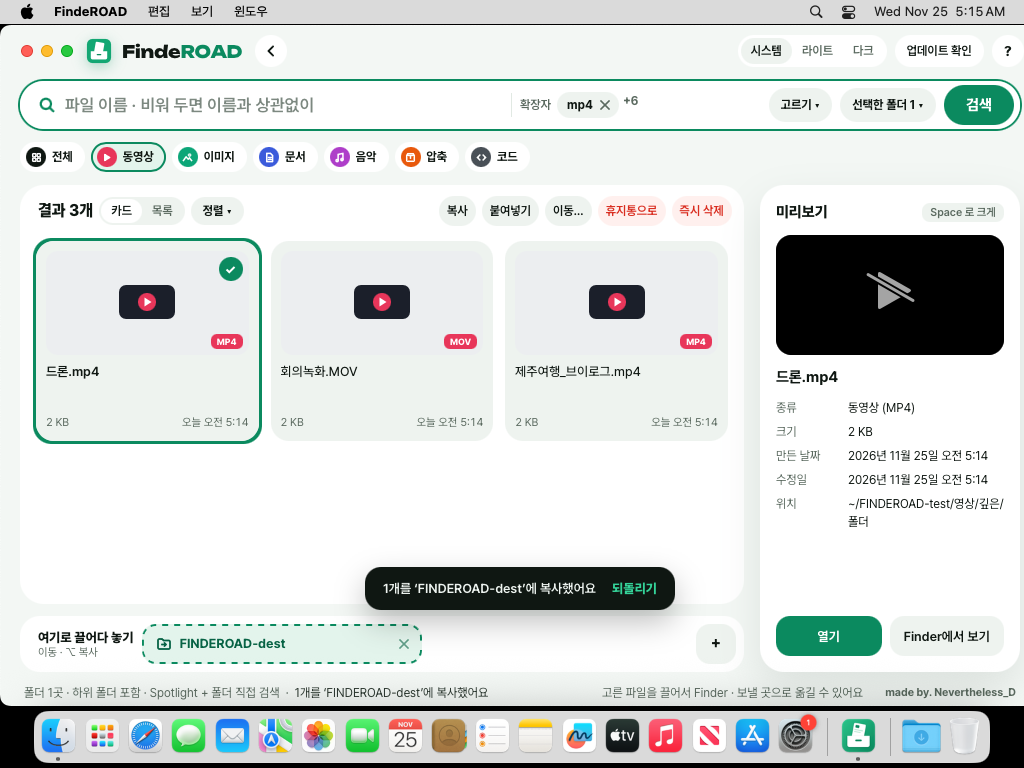 FindeROAD 편집 보기 윈도우 Wed Nov 25 5:15 AM
FindeROAD
시스템 라이트 다크 업데이트 확인 ?
파일 이름 · 비워 두면 이름과 상관없이 확장자 mp4 +6 고르기 선택한 폴더 1 검색
전체 동영상 이미지 문서 음악 압축 코드
결과 3개 카드 목록 정렬 복사 붙여넣기 이동... 휴지통으로 즉시 삭제
MP4 MOV MP4
드론.mp4 회의녹화.MOV 제주여행_브이로그.mp4
2 KB 오늘 오전 5:14 2 KB 오늘 오전 5:14 2 KB 오늘 오전 5:14
미리보기 Space 로 크게
드론.mp4
종류 동영상 (MP4)
크기 2 KB
만든 날짜 2026년 11월 25일 오전 5:14
수정일 2026년 11월 25일 오전 5:14
위치 ~/FINDEROAD-test/영상/깊은/
폴더
열기 Finder에서 보기
1개를 ‘FINDEROAD-dest’에 복사했어요 되돌리기
여기로 끌어다 놓기
이동 · ⌥ 복사
FINDEROAD-dest
+
폴더 1곳 · 하위 폴더 포함 · Spotlight + 폴더 직접 검색 · 1개를 ‘FINDEROAD-dest’에 복사했어요 고른 파일을 끌어서 Finder · 보낼 곳으로 옮길 수 있어요 made by. Nevertheless_D
NOV
25
tv
1